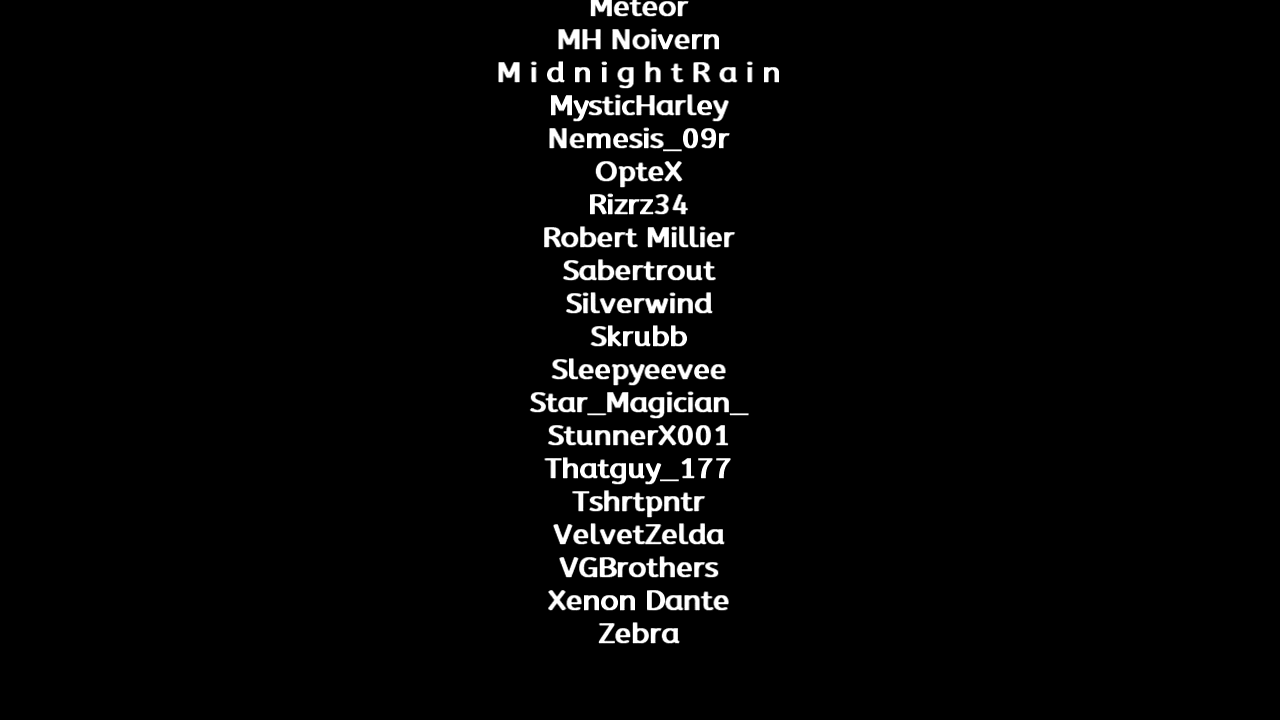 Meteor
MH Noivern
M i d n i g h t R a i n
MysticHarley
Nemesis_09r
OpteX
Rizrz34
Robert Millier
Sabertrout
Silverwind
Skrubb
Sleepyeevee
Star_Magician_
StunnerX001
Thatguy_177
Tshrtpntr
VelvetZelda
VGBrothers
Xenon Dante
Zebra